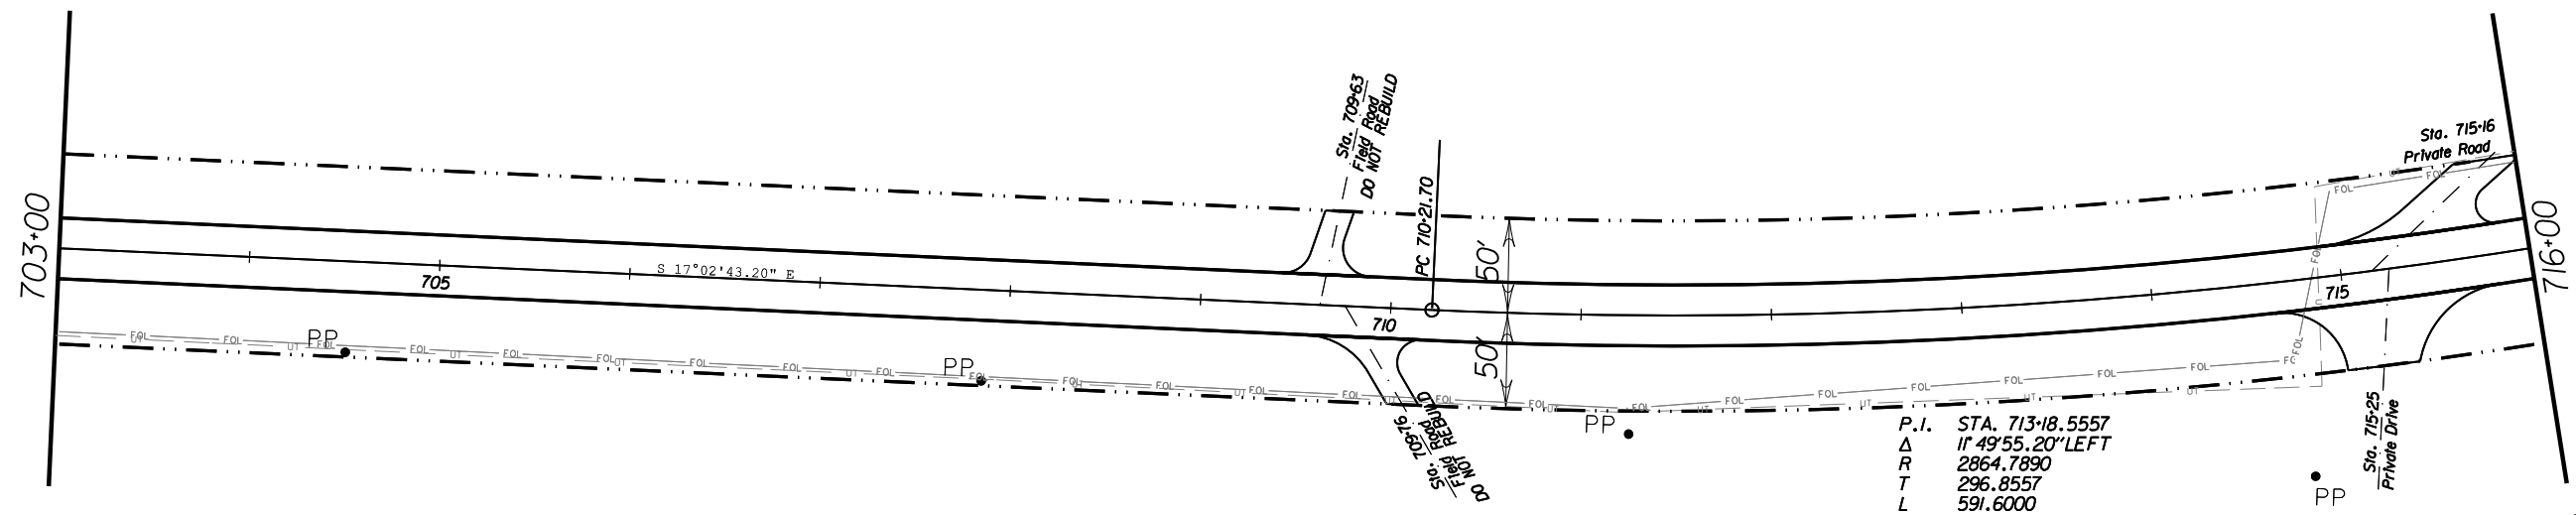 703+00
705
S 17°02'43.20" E
PP
PP
Sta. 709+63
Field Road
DO NOT REBUILD
PC 710+21.70
710
50'
50'
Sta. 709+76
Field Road
DO NOT REBUILD
PP
P.I. STA. 713+18.5557
Δ 11°49'55.20" LEFT
R 2864.7890
T 296.8557
L 591.6000
Sta. 715+16
Private Road
715
Sta. 715+25
Private Drive
PP
716+00
FOL
UT